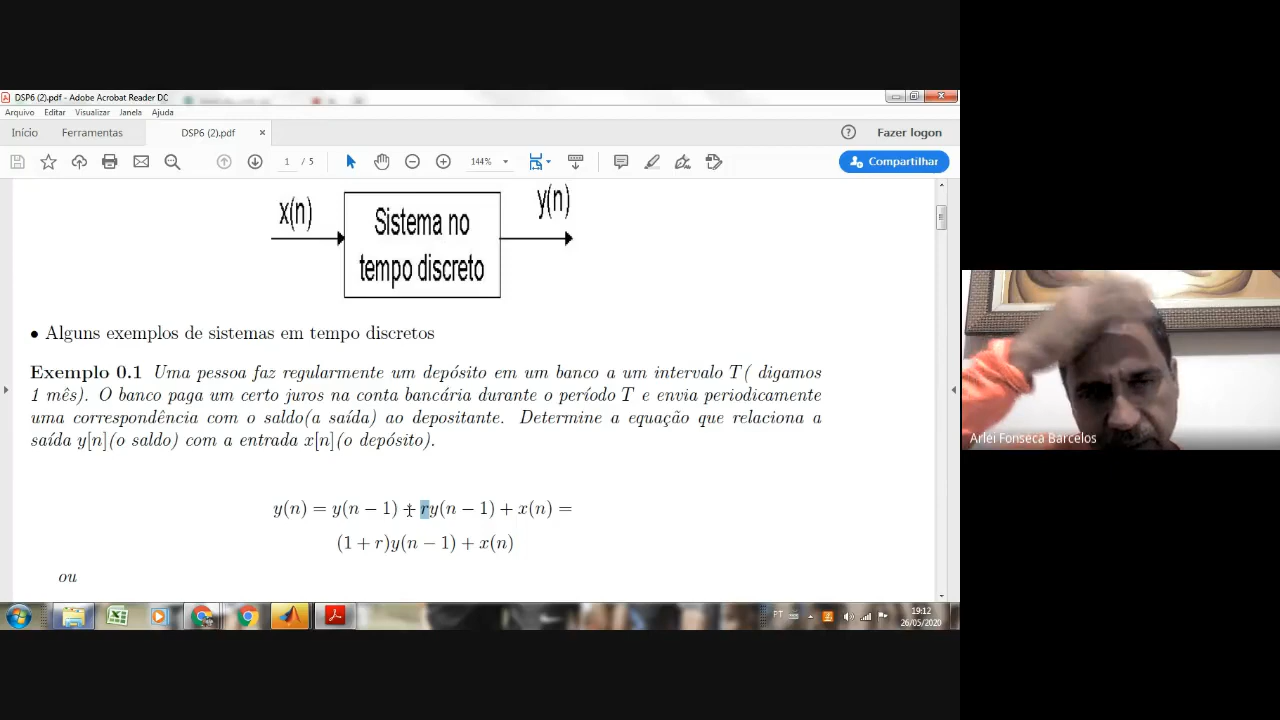 DSP6 (2).pdf - Adobe Acrobat Reader DC
Arquivo Editar Visualizar Janela Ajuda
Início Ferramentas DSP6 (2).pdf × ? Fazer logon
1 / 5 144% Compartilhar
x(n) Sistema no tempo discreto y(n)
• Alguns exemplos de sistemas em tempo discretos
Exemplo 0.1 Uma pessoa faz regularmente um depósito em um banco a um intervalo T( digamos
1 mês). O banco paga um certo juros na conta bancária durante o período T e envia periodicamente
uma correspondência com o saldo(a saída) ao depositante. Determine a equação que relaciona a
saída y[n](o saldo) com a entrada x[n](o depósito).
y(n) = y(n − 1) + ry(n − 1) + x(n) =
(1 + r)y(n − 1) + x(n)
ou
Arlei Fonseca Barcelos
PT 19:12
26/05/2020